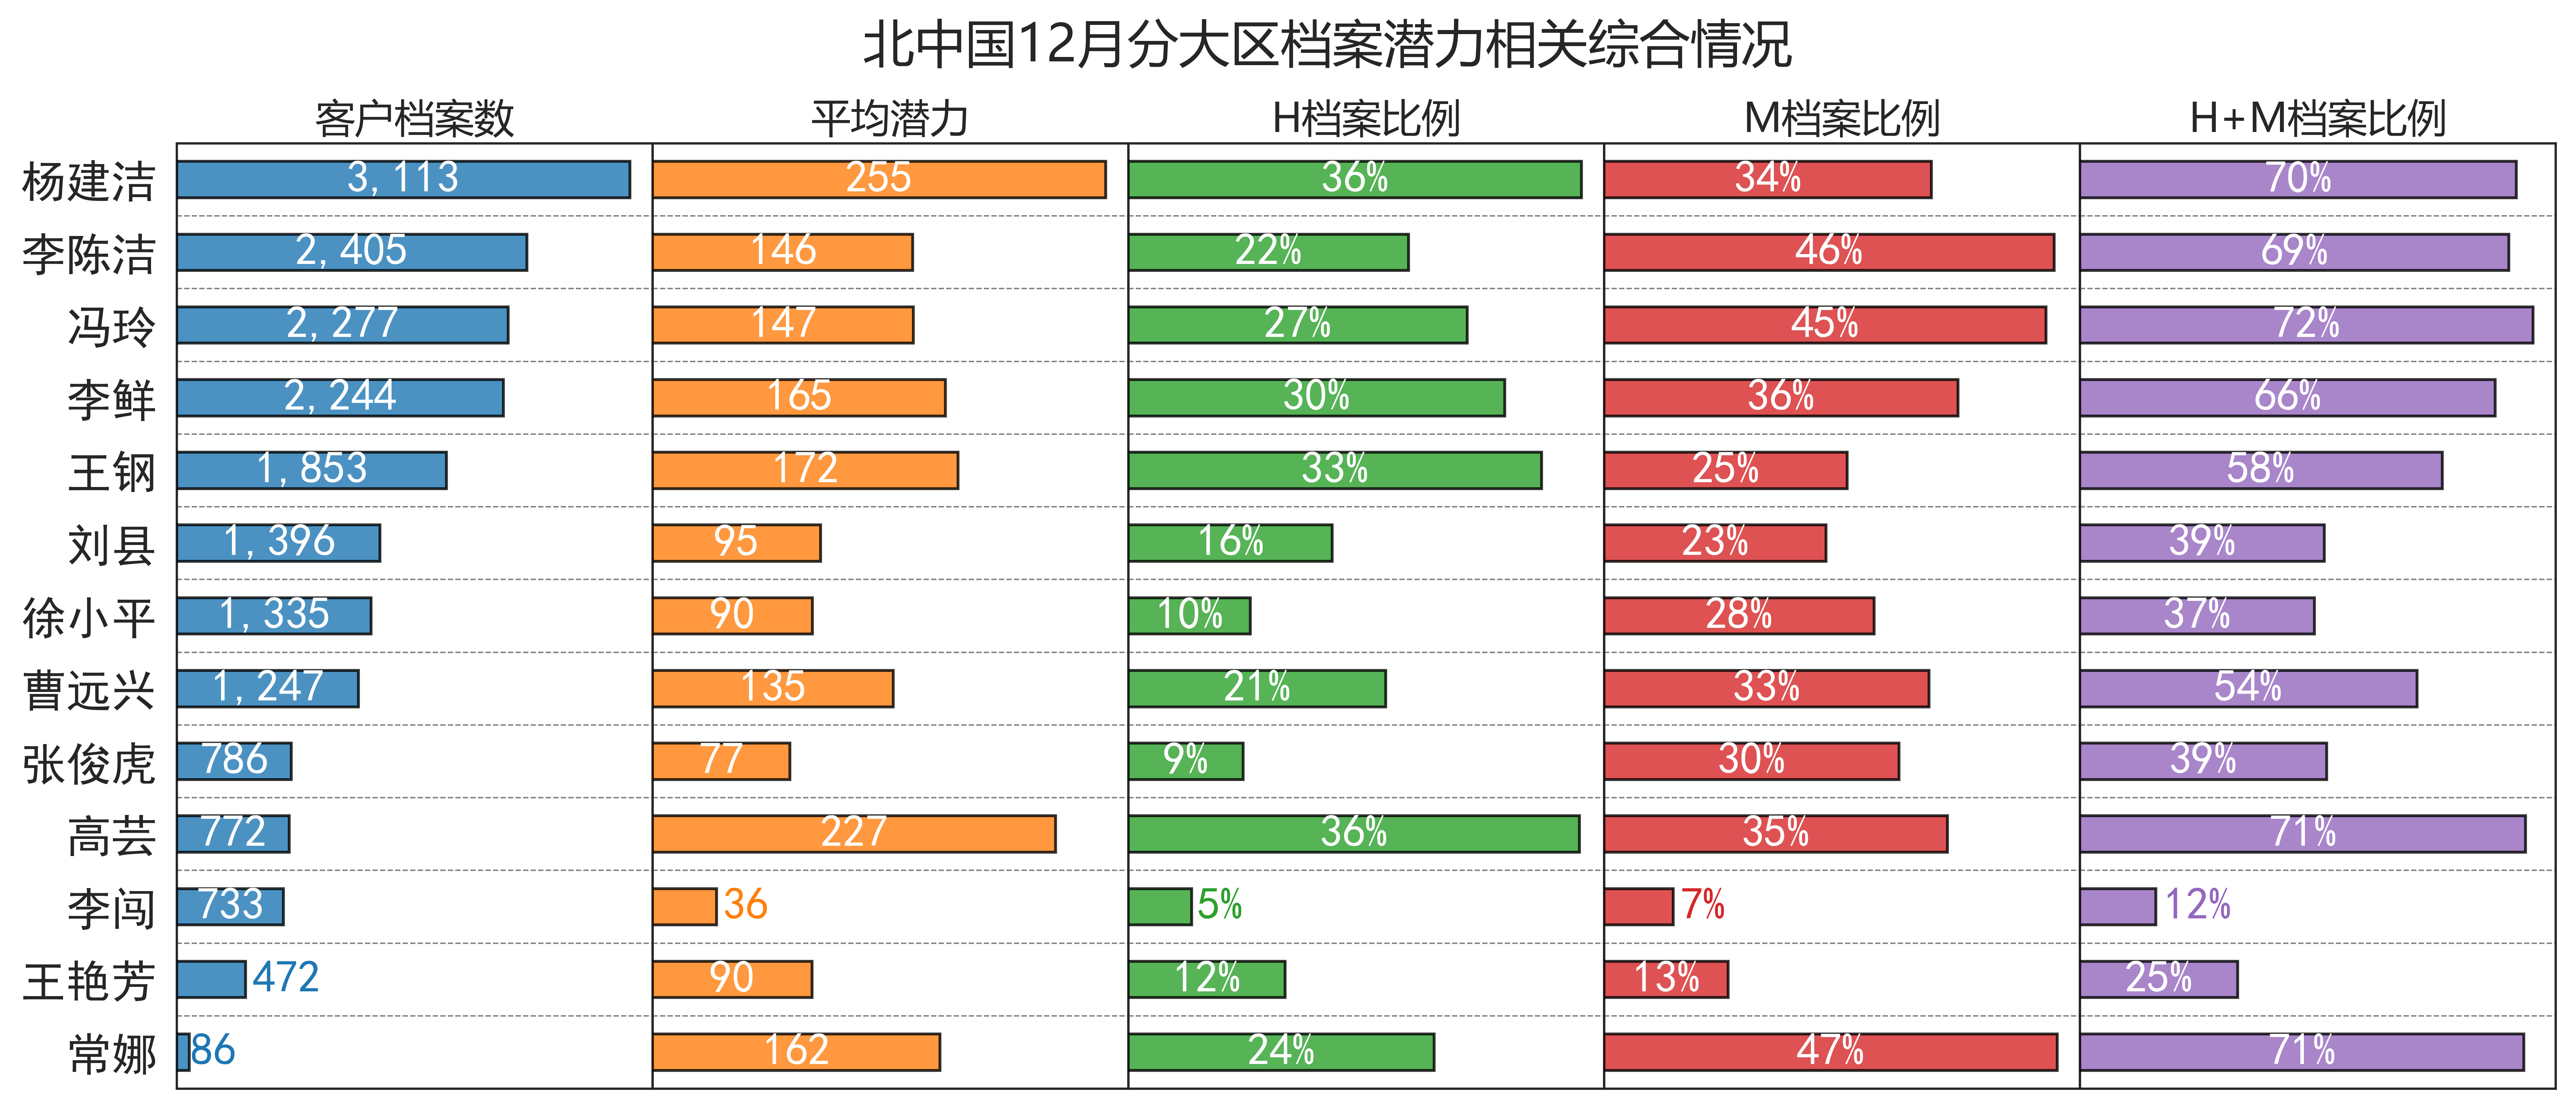 北中国12月分大区档案潜力相关综合情况
客户档案数 平均潜力 H档案比例 M档案比例 H+M档案比例
杨建洁 3,113 255 36% 34% 70%
李陈洁 2,405 146 22% 46% 69%
冯玲 2,277 147 27% 45% 72%
李鲜 2,244 165 30% 36% 66%
王钢 1,853 172 33% 25% 58%
刘县 1,396 95 16% 23% 39%
徐小平 1,335 90 10% 28% 37%
曹远兴 1,247 135 21% 33% 54%
张俊虎 786 77 9% 30% 39%
高芸 772 227 36% 35% 71%
李闯 733 36 5% 7% 12%
王艳芳 472 90 12% 13% 25%
常娜 86 162 24% 47% 71%